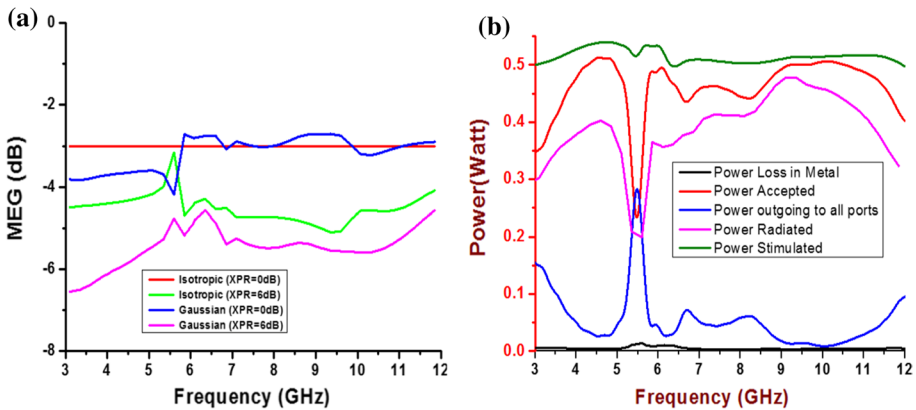 (a)
0
-2
-4
-6
-8
MEG (dB)
Isotropic (XPR=0dB)
Isotropic (XPR=6dB)
Gaussian (XPR=0dB)
Gaussian (XPR=6dB)
3 4 5 6 7 8 9 10 11 12
Frequency (GHz)
(b)
0.5
0.4
0.3
0.2
0.1
0.0
Power(Watt)
Power Loss in Metal
Power Accepted
Power outgoing to all ports
Power Radiated
Power Stimulated
3 4 5 6 7 8 9 10 11 12
Frequency (GHz)